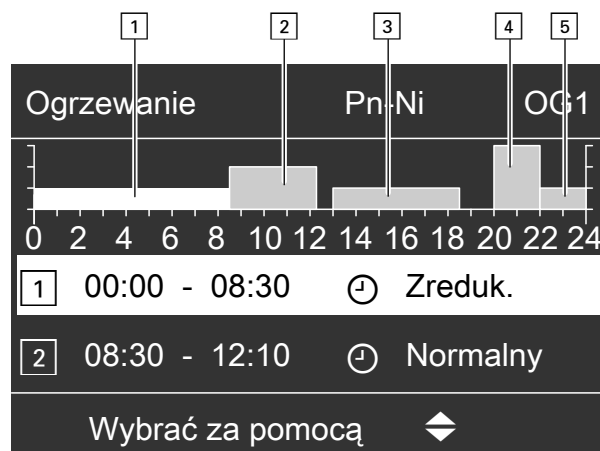 1 2 3 4 5
Ogrzewanie Pn-Ni OG1
0 2 4 6 8 10 12 14 16 18 20 22 24
1 00:00 - 08:30 Zreduk.
2 08:30 - 12:10 Normalny
Wybrać za pomocą